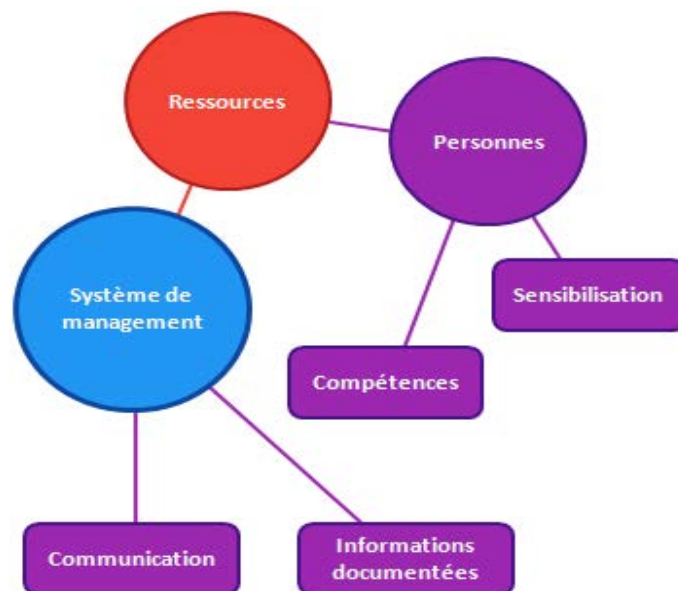 Ressources
Personnes
Sensibilisation
Système de
management
Compétences
Communication
Informations
documentées